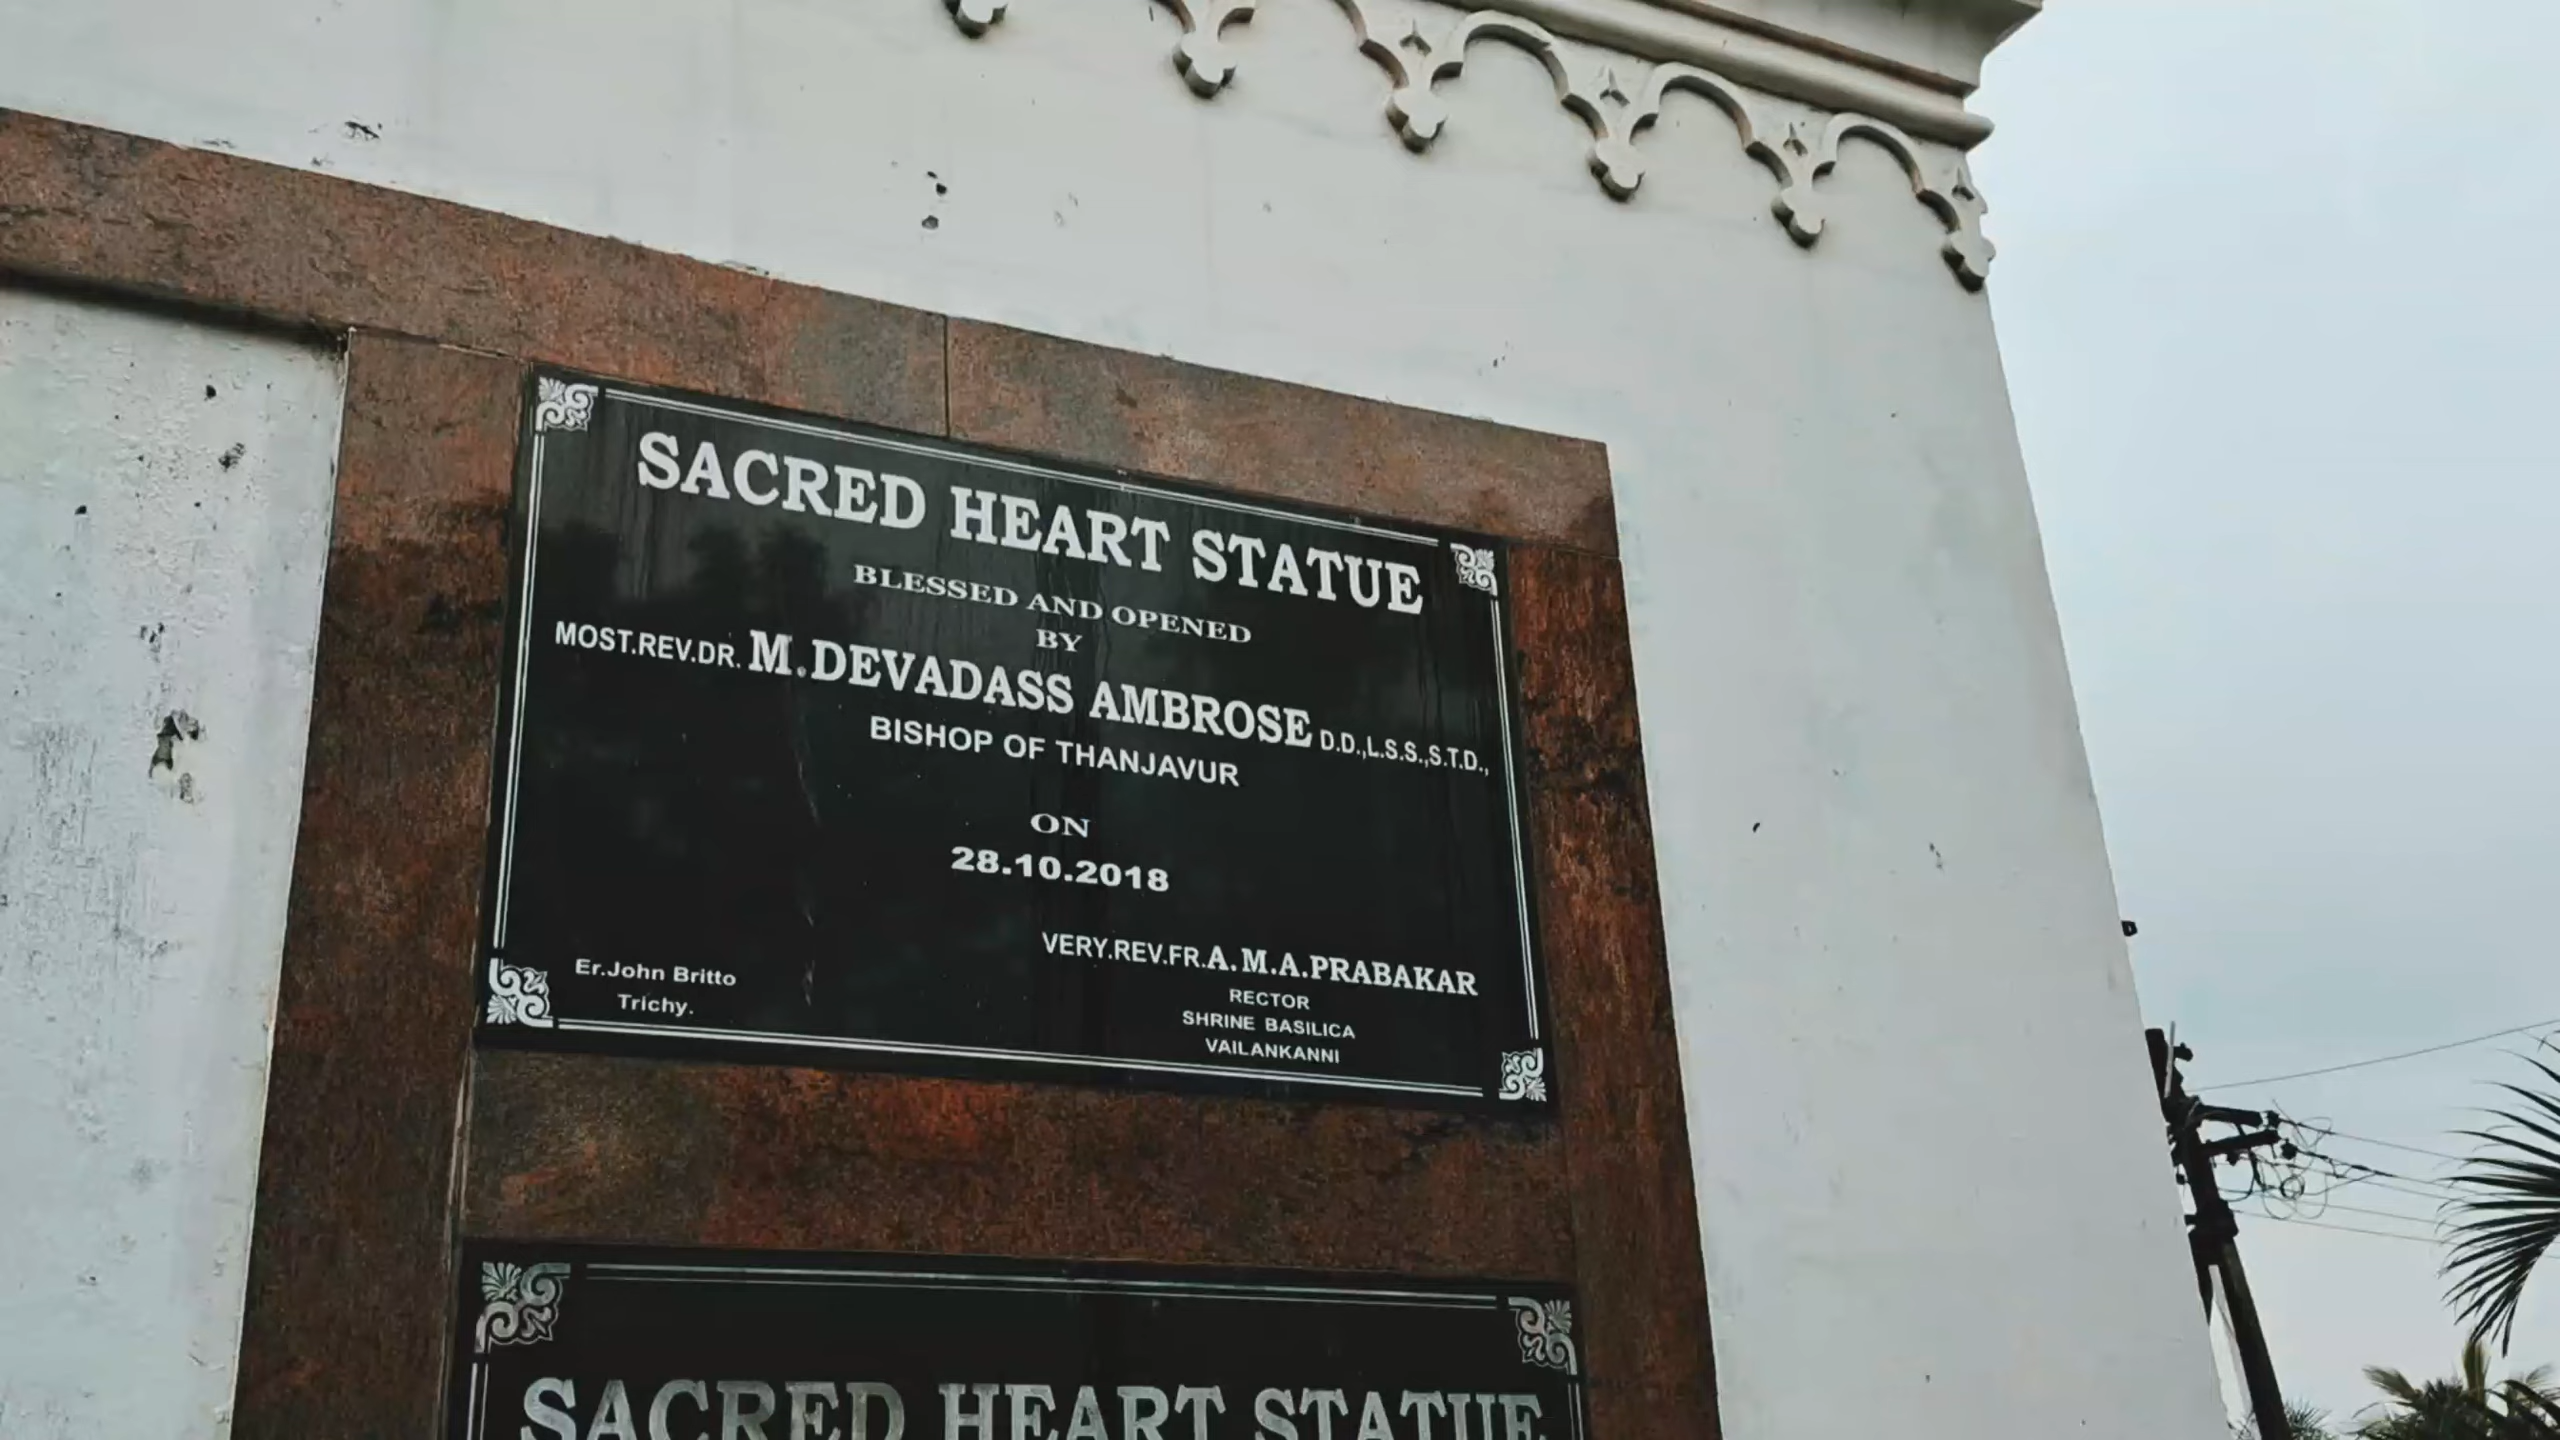 SACRED HEART STATUE
BLESSED AND OPENED
BY
MOST.REV.DR. M.DEVADASS AMBROSE D.D.,L.S.S.,S.T.D.,
BISHOP OF THANJAVUR
ON
28.10.2018
Er.John Britto
Trichy.
VERY.REV.FR.A.M.A.PRABAKAR
RECTOR
SHRINE BASILICA
VAILANKANNI
SACRED HEART STATUE